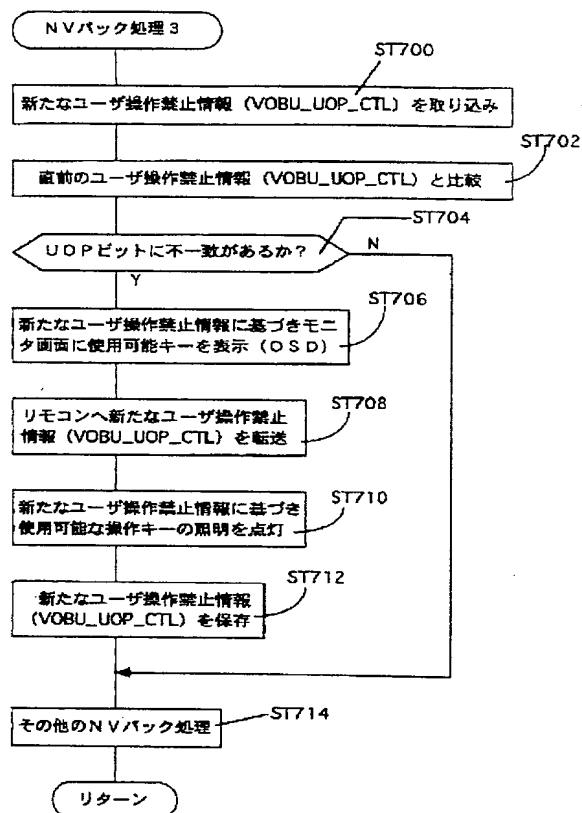 NVパック処理3
ST700
新たなユーザ操作禁止情報(VOBU_UOP_CTL)を取り込み
ST702
直前のユーザ操作禁止情報(VOBU_UOP_CTL)と比較
ST704
UOPビットに不一致があるか?
N
Y
ST706
新たなユーザ操作禁止情報に基づきモニ
タ画面に使用可能キーを表示(OSD)
ST708
リモコンへ新たなユーザ操作禁止
情報(VOBU_UOP_CTL)を転送
ST710
新たなユーザ操作禁止情報に基づき
使用可能な操作キーの照明を点灯
ST712
新たなユーザ操作禁止情報
(VOBU_UOP_CTL)を保存
ST714
その他のNVパック処理
リターン